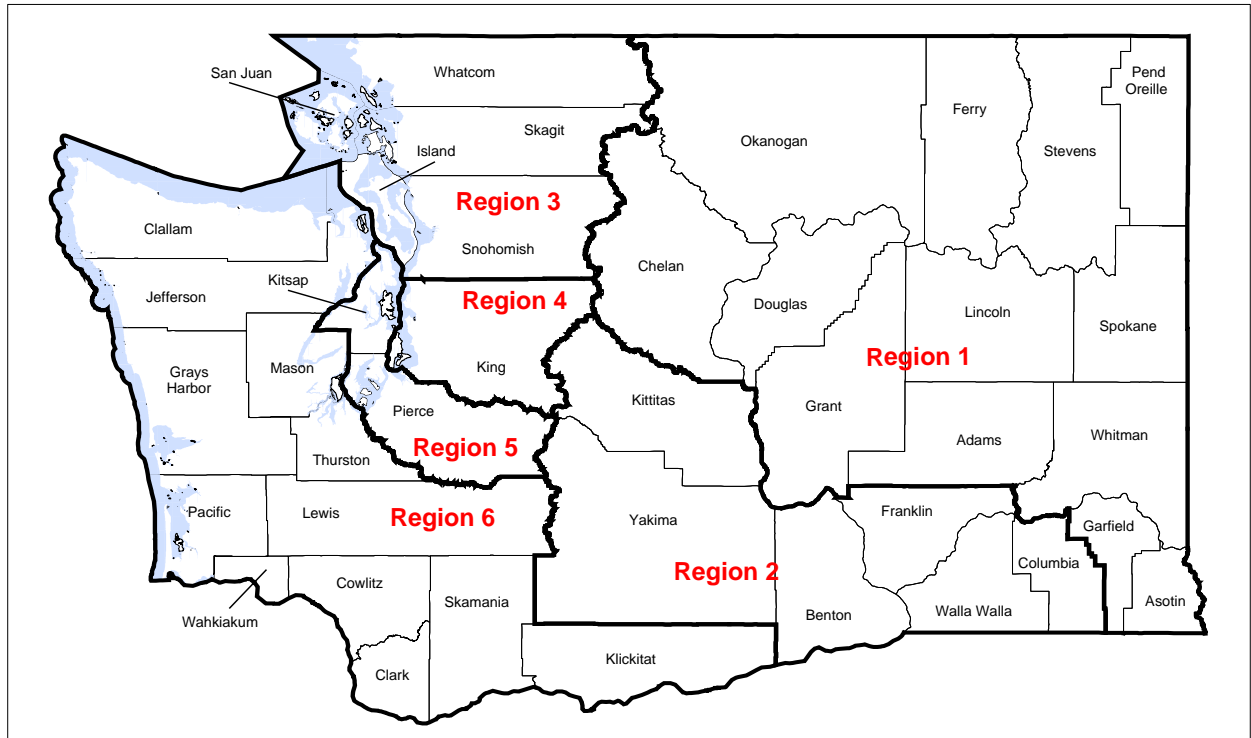 San Juan
Whatcom
Pend
Oreille
Ferry
Skagit
Okanogan
Stevens
Island
Region 3
Clallam
Snohomish
Chelan
Kitsap
Jefferson
Region 4
Douglas
Lincoln
Spokane
Region 1
Grays
Harbor
Mason
King
Kittitas
Grant
Pierce
Whitman
Adams
Region 5
Thurston
Pacific
Lewis
Region 6
Yakima
Franklin
Garfield
Region 2
Columbia
Cowlitz
Skamania
Asotin
Wahkiakum
Benton
Walla Walla
Klickitat
Clark